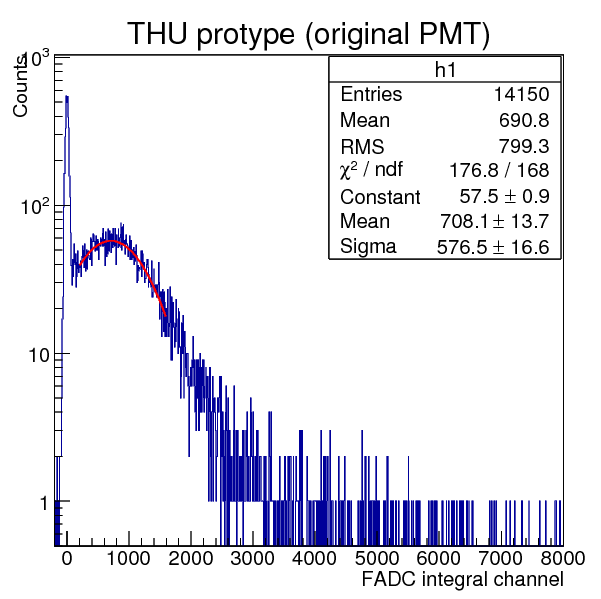 THU protype (original PMT)
Counts
10³
10²
10
1
h1
Entries 14150
Mean 690.8
RMS 799.3
χ² / ndf 176.8 / 168
Constant 57.5 ± 0.9
Mean 708.1 ± 13.7
Sigma 576.5 ± 16.6
0 1000 2000 3000 4000 5000 6000 7000 8000
FADC integral channel